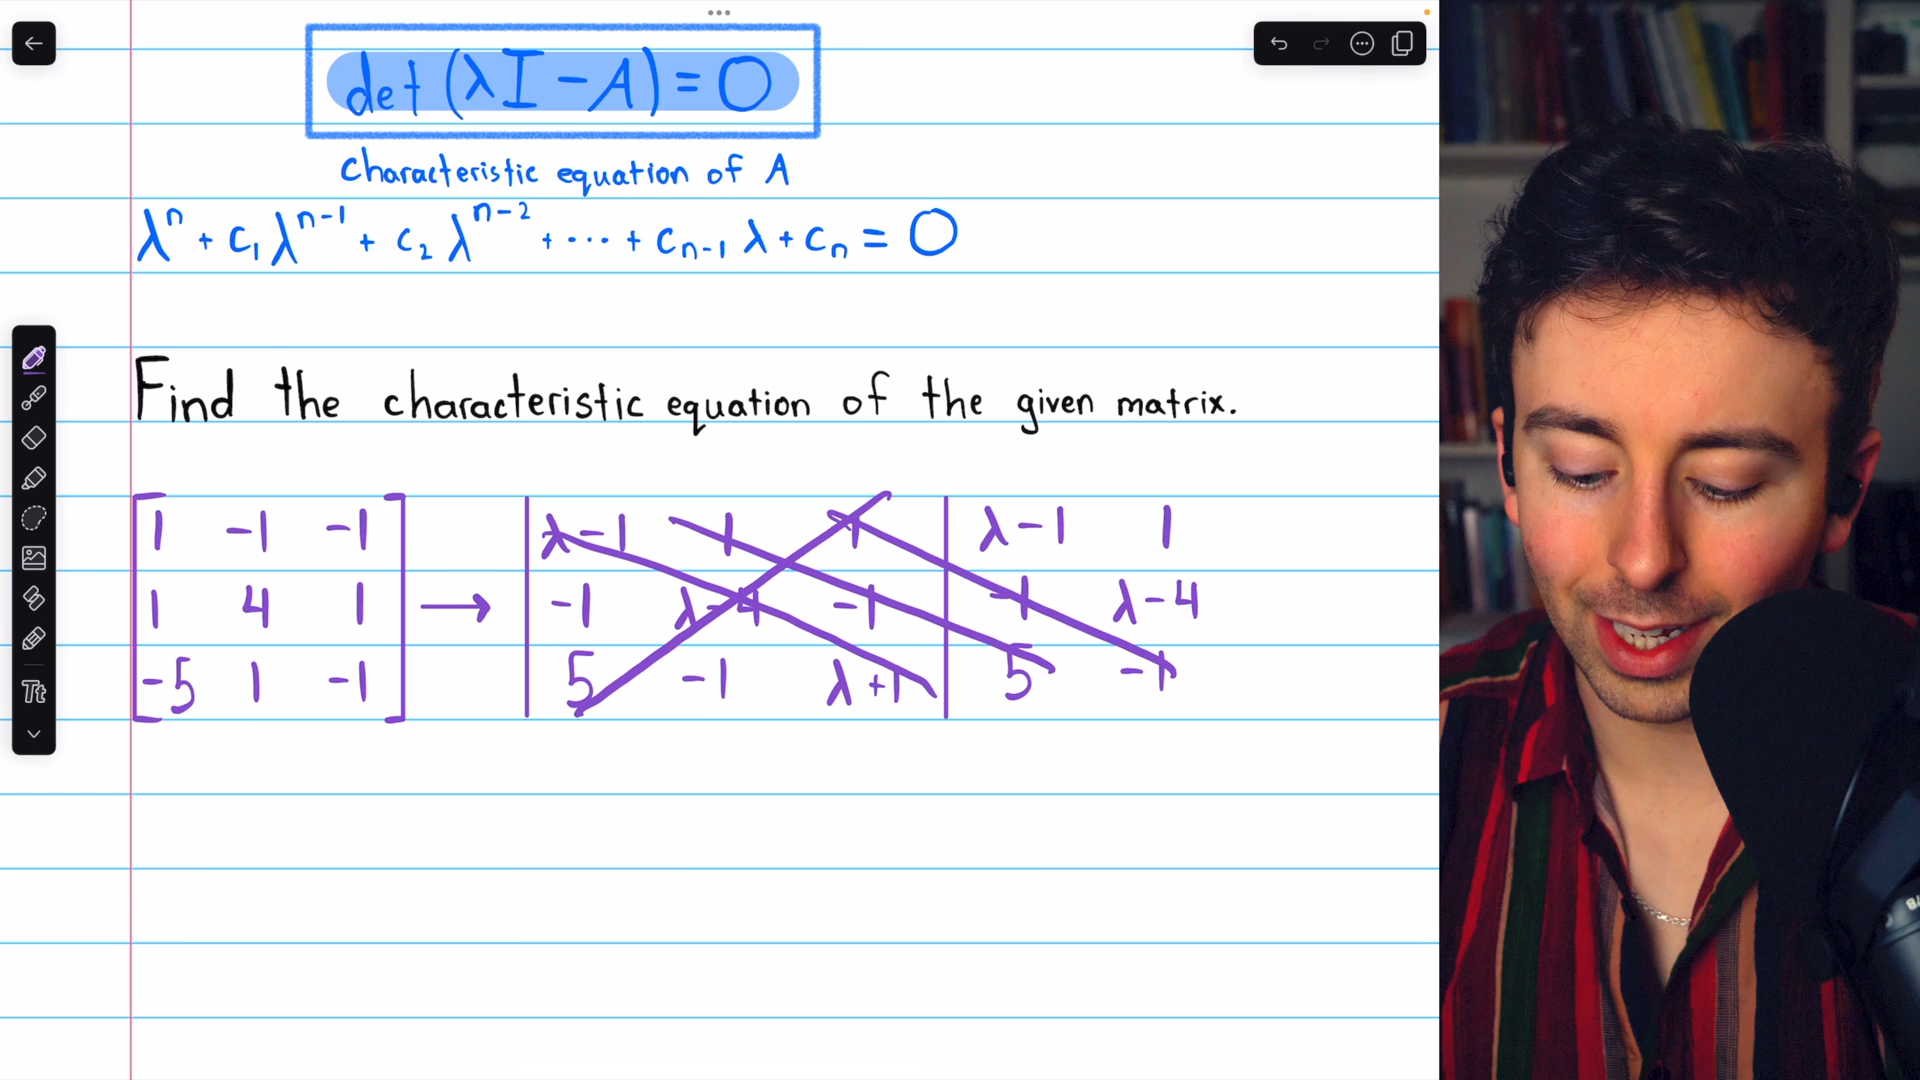 det (λI - A) = 0
characteristic equation of A
λⁿ + c₁λⁿ⁻¹ + c₂λⁿ⁻² + ⋯ + cₙ₋₁λ + cₙ = 0
Find the characteristic equation of the given matrix.
1 -1 -1 λ-1 1 1 λ-1 1
1 4 1 → -1 λ-4 -1 -1 λ-4
-5 1 -1 5 -1 λ+1 5 -1
Tt